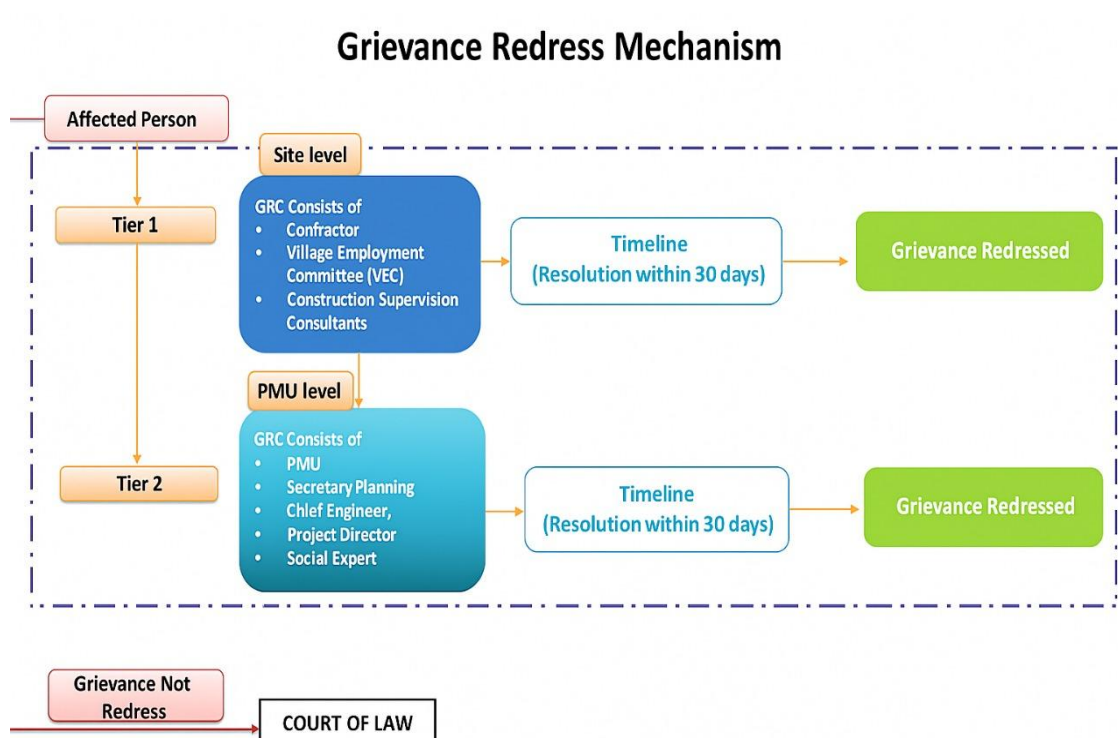 Grievance Redress Mechanism
Affected Person
Site level
Tier 1
GRC Consists of
• Confractor
• Village Employment
Committee (VEC)
• Construction Supervision
Consultants
Timeline
(Resolution within 30 days)
Grievance Redressed
PMU level
Tier 2
GRC Consists of
• PMU
• Secretary Planning
• Chlef Engineer,
• Project Director
• Social Expert
Timeline
(Resolution within 30 days)
Grievance Redressed
Grievance Not
Redress
COURT OF LAW